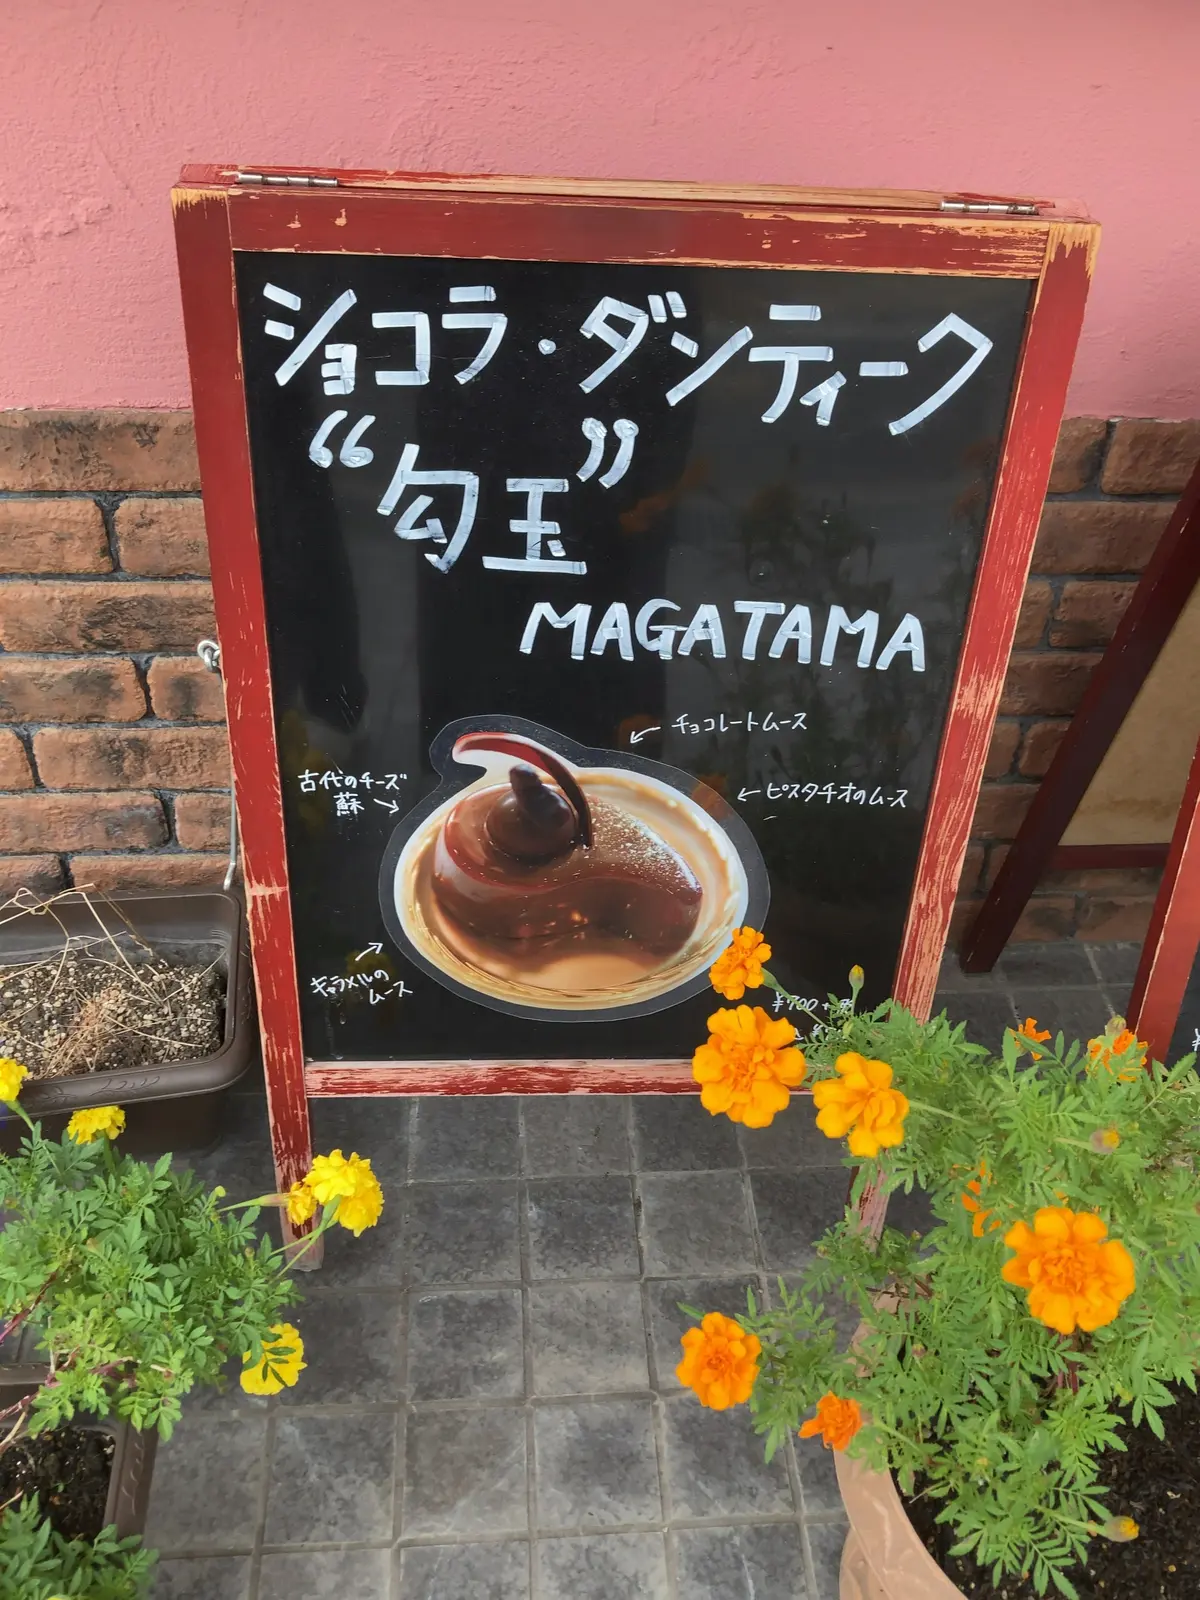 ショコラ・ダンティーク
“勾玉”
MAGATAMA
チョコレートムース
古代のチーズ
蘇
ピスタチオのムース
キャラメルの
ムース
¥700+税